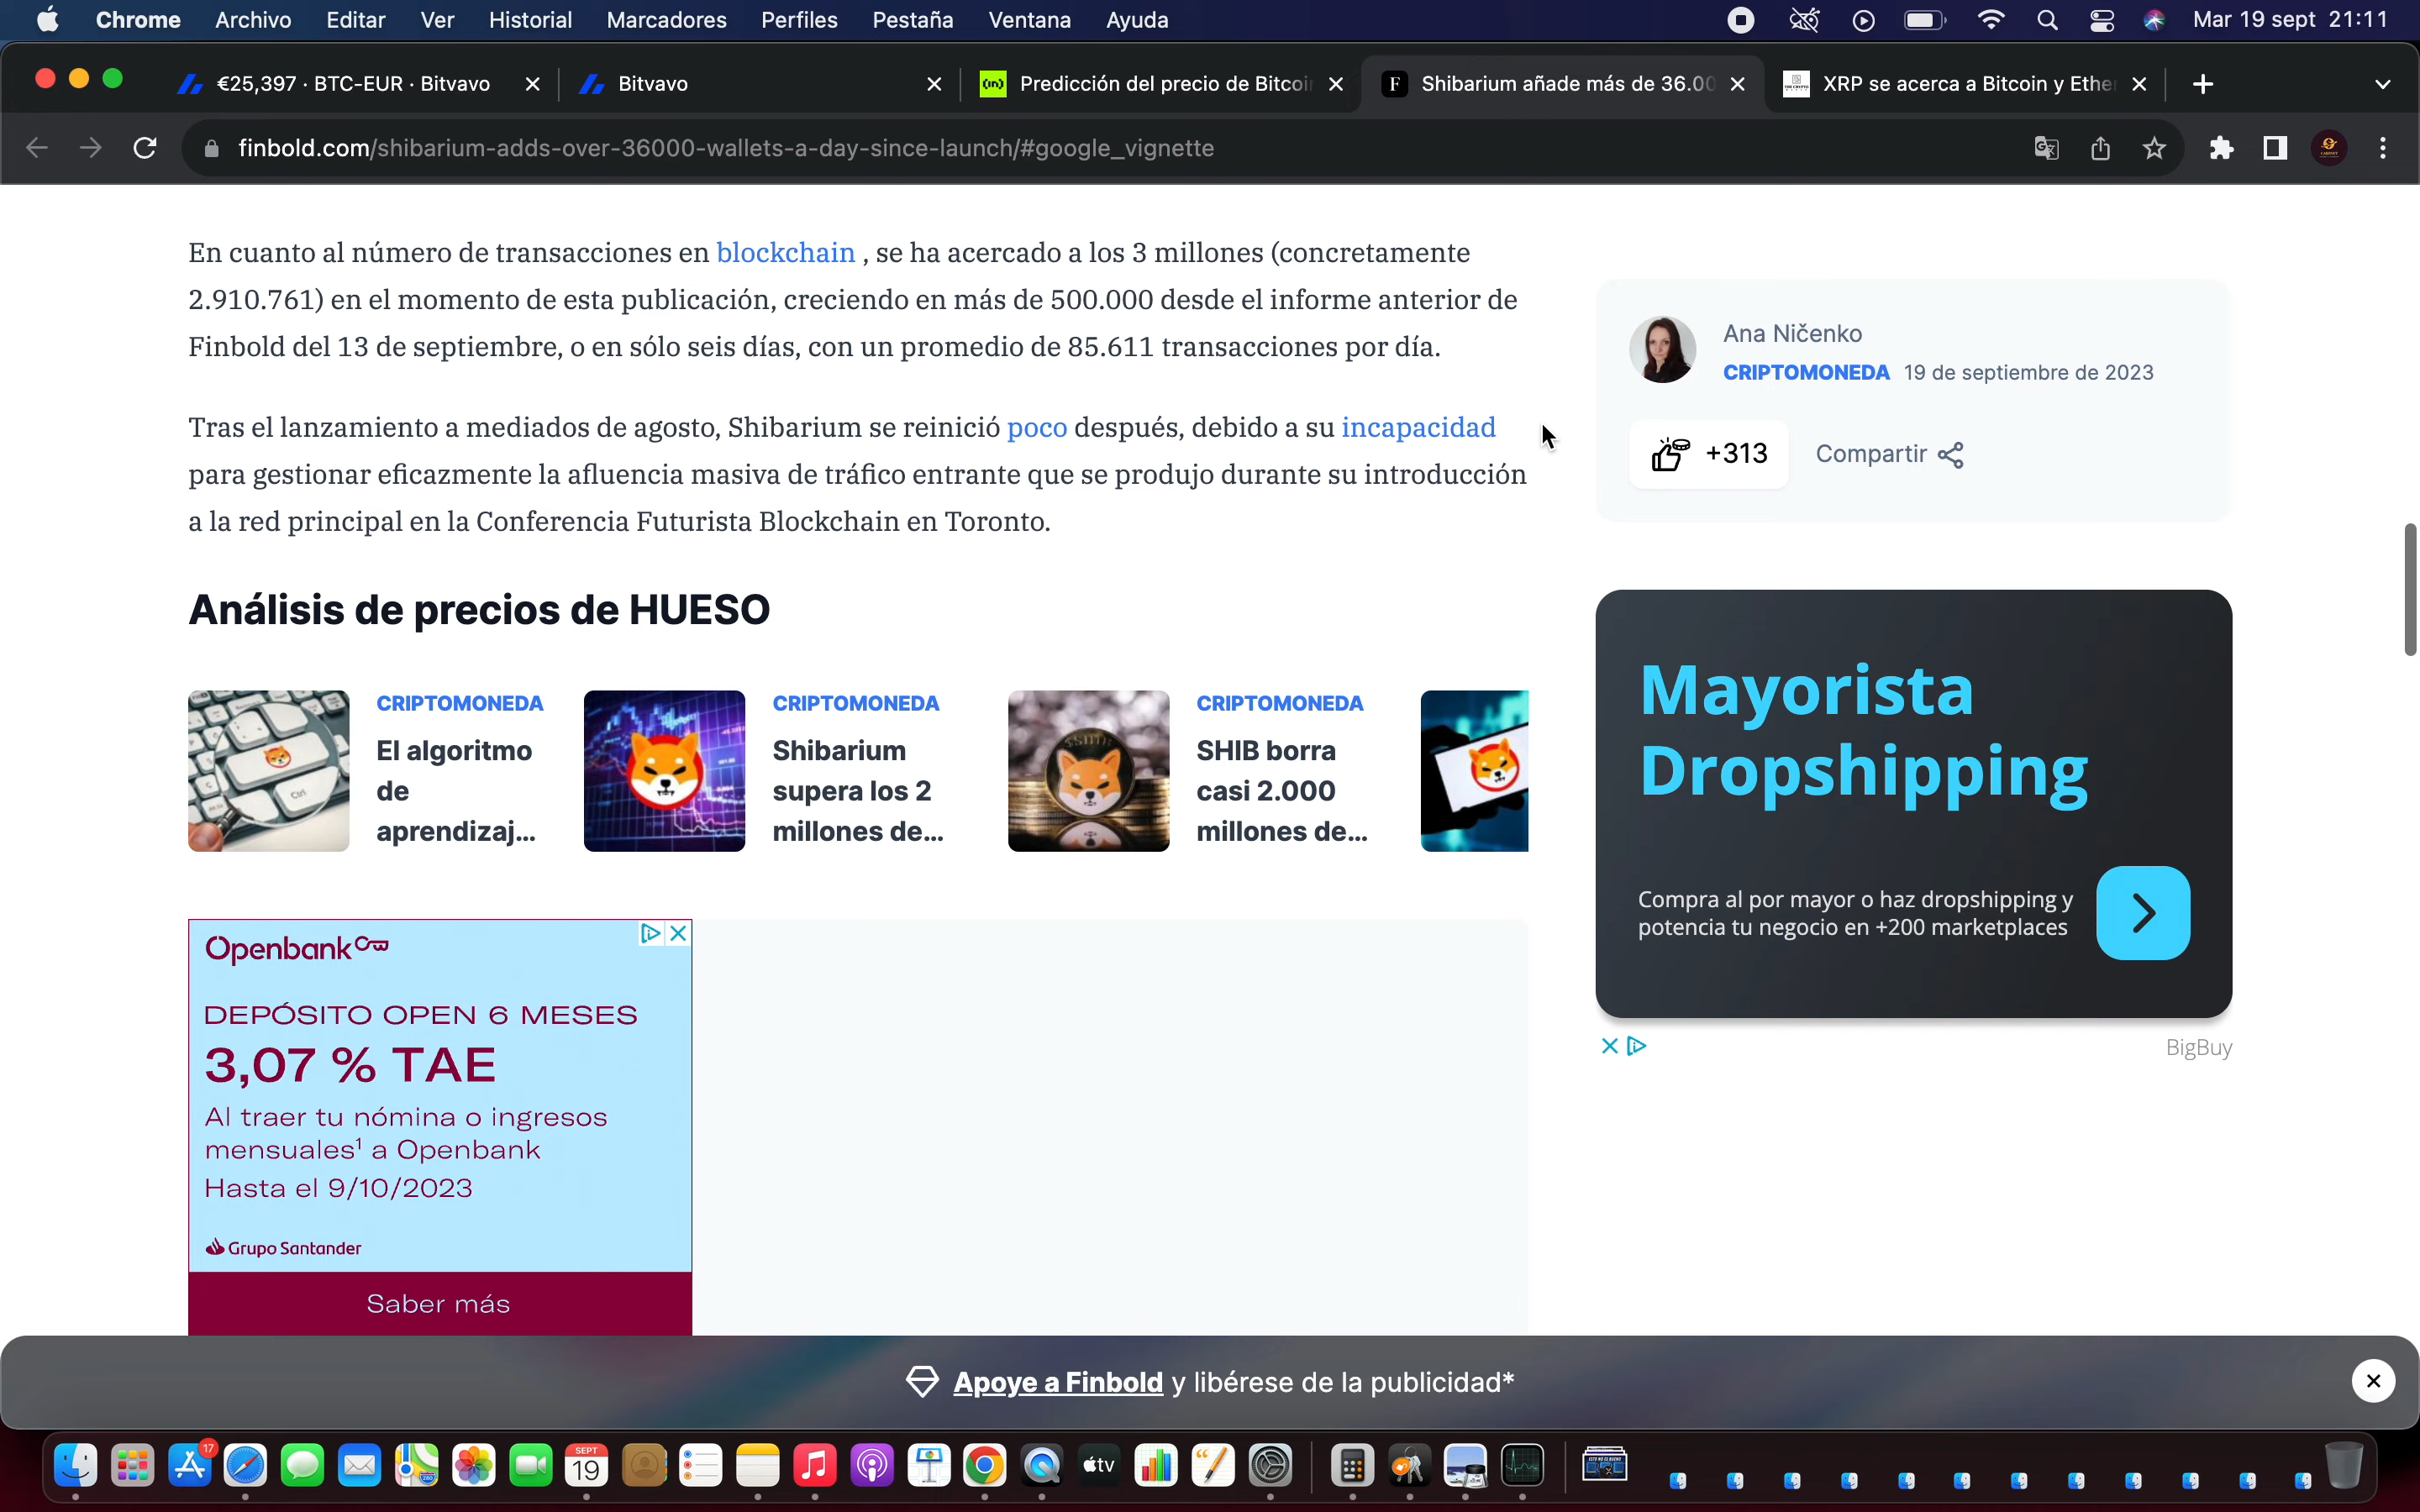 Chrome Archivo Editar Ver Historial Marcadores Perfiles Pestaña Ventana Ayuda Mar 19 sept 21:11
€25,397 · BTC-EUR · Bitvavo
Bitvavo
Predicción del precio de Bitcoi
Shibarium añade más de 36.00
XRP se acerca a Bitcoin y Ethe
finbold.com/shibarium-adds-over-36000-wallets-a-day-since-launch/#google_vignette
En cuanto al número de transacciones en blockchain , se ha acercado a los 3 millones (concretamente
2.910.761) en el momento de esta publicación, creciendo en más de 500.000 desde el informe anterior de
Finbold del 13 de septiembre, o en sólo seis días, con un promedio de 85.611 transacciones por día.
Tras el lanzamiento a mediados de agosto, Shibarium se reinició poco después, debido a su incapacidad
para gestionar eficazmente la afluencia masiva de tráfico entrante que se produjo durante su introducción
a la red principal en la Conferencia Futurista Blockchain en Toronto.
Análisis de precios de HUESO
CRIPTOMONEDA
El algoritmo
de
aprendizaj...
CRIPTOMONEDA
Shibarium
supera los 2
millones de...
CRIPTOMONEDA
SHIB borra
casi 2.000
millones de...
Openbank
DEPÓSITO OPEN 6 MESES
3,07 % TAE
Al traer tu nómina o ingresos
mensuales¹ a Openbank
Hasta el 9/10/2023
Grupo Santander
Saber más
Ana Ničenko
CRIPTOMONEDA 19 de septiembre de 2023
+313 Compartir
Mayorista
Dropshipping
Compra al por mayor o haz dropshipping y
potencia tu negocio en +200 marketplaces
BigBuy
Apoye a Finbold y libérese de la publicidad*
17
SEPT
19
tv